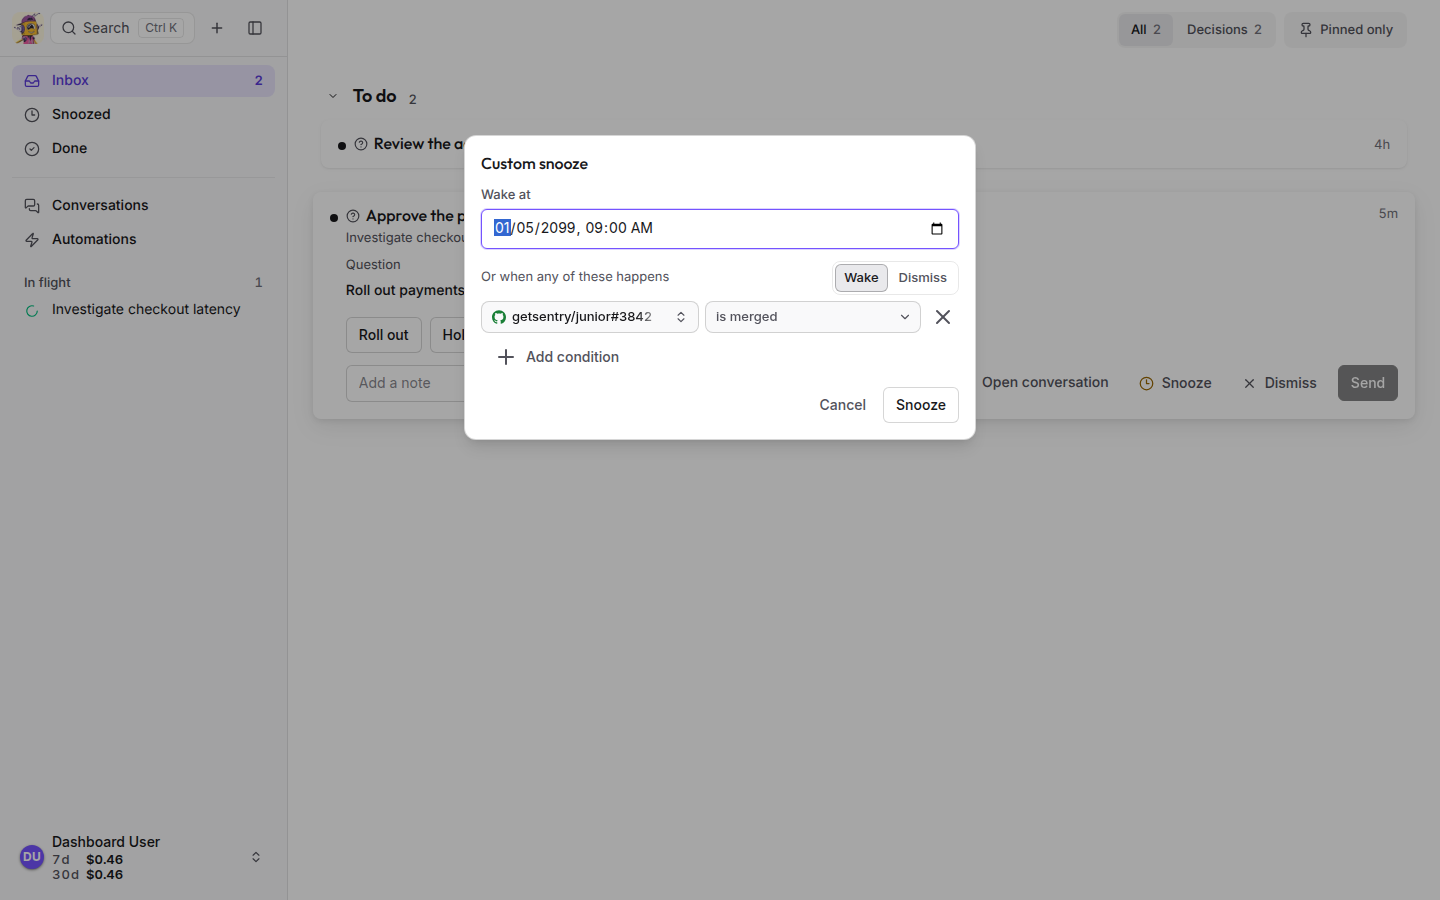 Search Ctrl K
Inbox 2
Snoozed
Done
Conversations
Automations
In flight 1
Investigate checkout latency
Dashboard User
DU
7d $0.46
30d $0.46
All 2 Decisions 2 Pinned only
To do 2
Review the a 4h
Approve the p 5m
Investigate checkou
Question
Roll out payments
Roll out Hol
Add a note
Open conversation Snooze Dismiss Send
Custom snooze
Wake at
01/05/2099, 09:00 AM
Or when any of these happens Wake Dismiss
getsentry/junior#3842 is merged
Add condition
Cancel Snooze